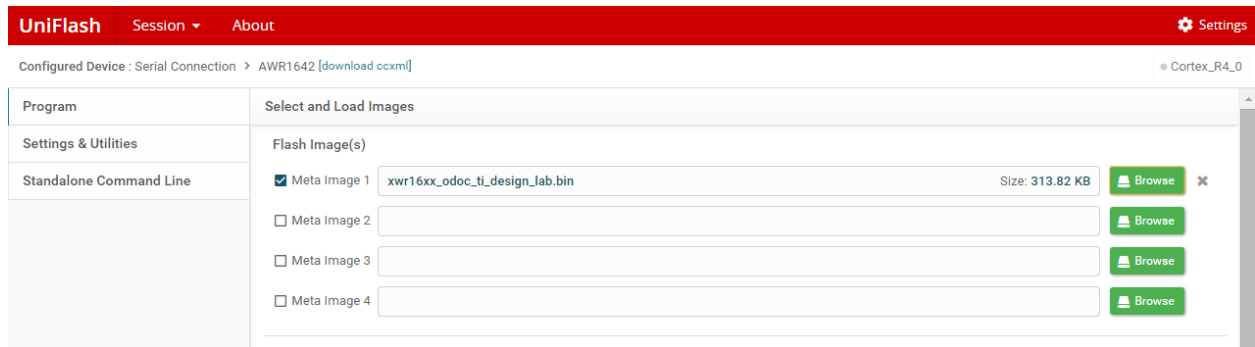 UniFlash Session About Settings
Configured Device : Serial Connection > AWR1642 [download ccxml] Cortex_R4_0
Program
Settings & Utilities
Standalone Command Line
Select and Load Images
Flash Image(s)
Meta Image 1 xwr16xx_odoc_ti_design_lab.bin Size: 313.82 KB Browse
Meta Image 2 Browse
Meta Image 3 Browse
Meta Image 4 Browse